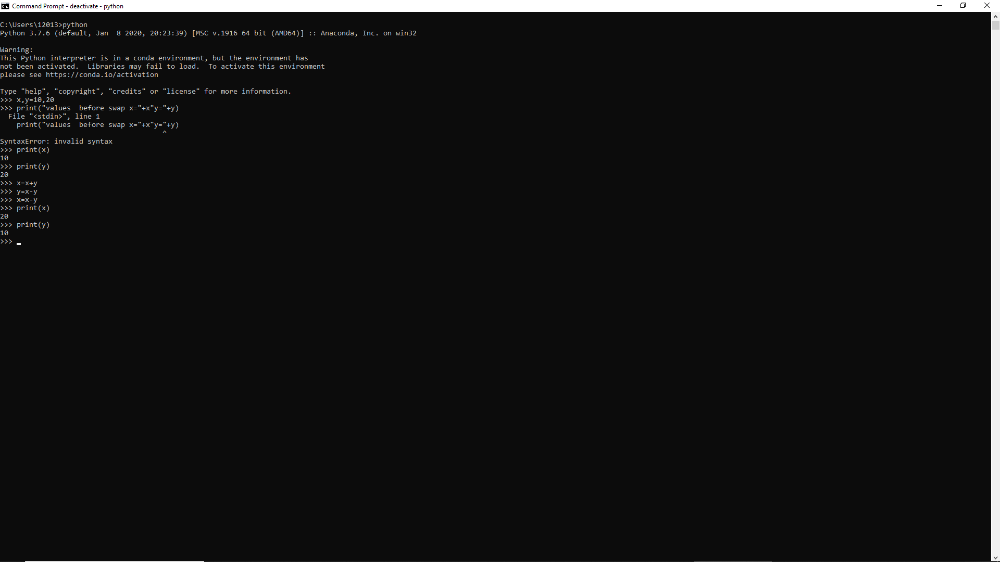 Command Prompt - deactivate - python
C:\Users\12013>python
Python 3.7.6 (default, Jan  8 2020, 20:23:39) [MSC v.1916 64 bit (AMD64)] :: Anaconda, Inc. on win32
Warning:
This Python interpreter is in a conda environment, but the environment has
not been activated.  Libraries may fail to load.  To activate this environment
please see https://conda.io/activation
Type "help", "copyright", "credits" or "license" for more information.
>>> x,y=10,20
>>> print("values  before swap x="+x"y="+y)
  File "<stdin>", line 1
    print("values  before swap x="+x"y="+y)
                                       ^
SyntaxError: invalid syntax
>>> print(x)
10
>>> print(y)
20
>>> x=x+y
>>> y=x-y
>>> x=x-y
>>> print(x)
20
>>> print(y)
10
>>>